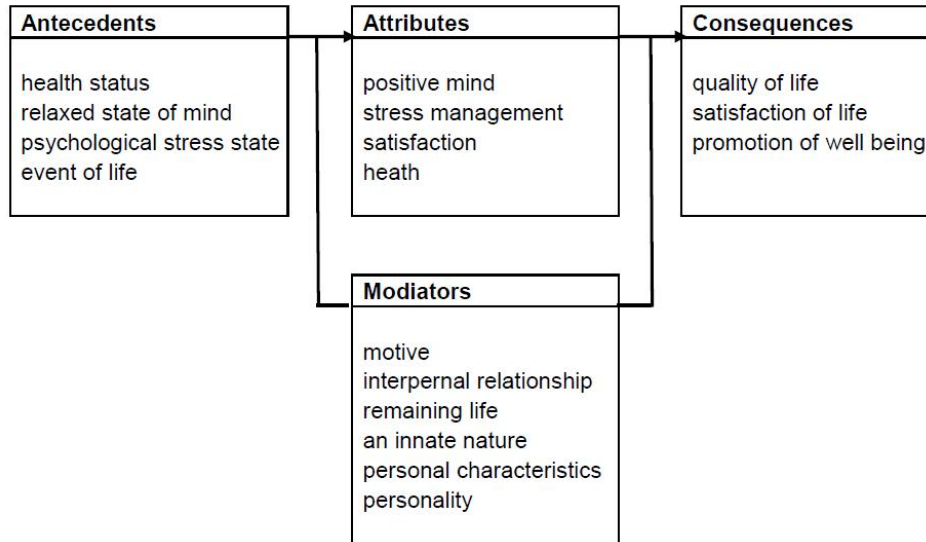 Antecedents
health status
relaxed state of mind
psychological stress state
event of life
Attributes
positive mind
stress management
satisfaction
heath
Consequences
quality of life
satisfaction of life
promotion of well being
Modiators
motive
interpernal relationship
remaining life
an innate nature
personal characteristics
personality